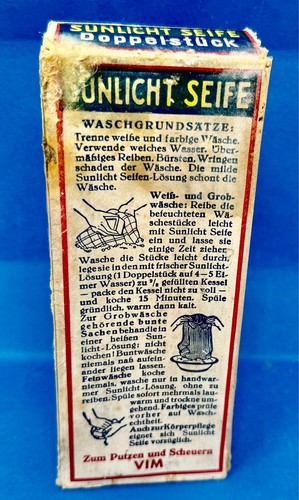 SUNLICHT SEIFE
Doppelstück
SUNLICHT SEIFE
WASCHGRUNDSÄTZE:
Trenne weiße und farbige Wäsche.
Verwende weiches Wasser. Über-
mäßiges Reiben, Bürsten, Wringen
schaden der Wäsche. Die milde
Sunlicht Seifen-Lösung schont die
Wäsche.
Weiß- und Grob-
wäsche: Reibe die
befeuchteten Wä-
schestücke leicht
mit Sunlicht Seife
ein und lasse sie
einige Zeit ziehen.
Wasche die Stücke leicht durch,
lege sie in den mit frischer Sunlicht-
Lösung (1 Doppelstück auf 4-5 Ei-
mer Wasser) zu ¾ gefüllten Kessel
— packe den Kessel nicht zu voll —
und koche 15 Minuten. Spüle
gründlich, warm dann kalt.
Zur Grobwäsche
gehörende bunte
Sachen behandle in
einer heißen Sun-
licht-Lösung; nicht
kochen! Buntwäsche
niemals naß aufein-
ander liegen lassen.
Feinwäsche koche
niemals, wasche nur in handwar-
mer Sunlicht-Lösung, ohne zu
reiben. Spüle sofort mehrmals lau-
warm und trockne um-
gehend. Farbiges prüfe
vorher auf Wasch-
echtheit.
Auch zur Körperpflege
eignet sich Sunlicht
Seife vorzüglich.
Zum Putzen und Scheuern
VIM